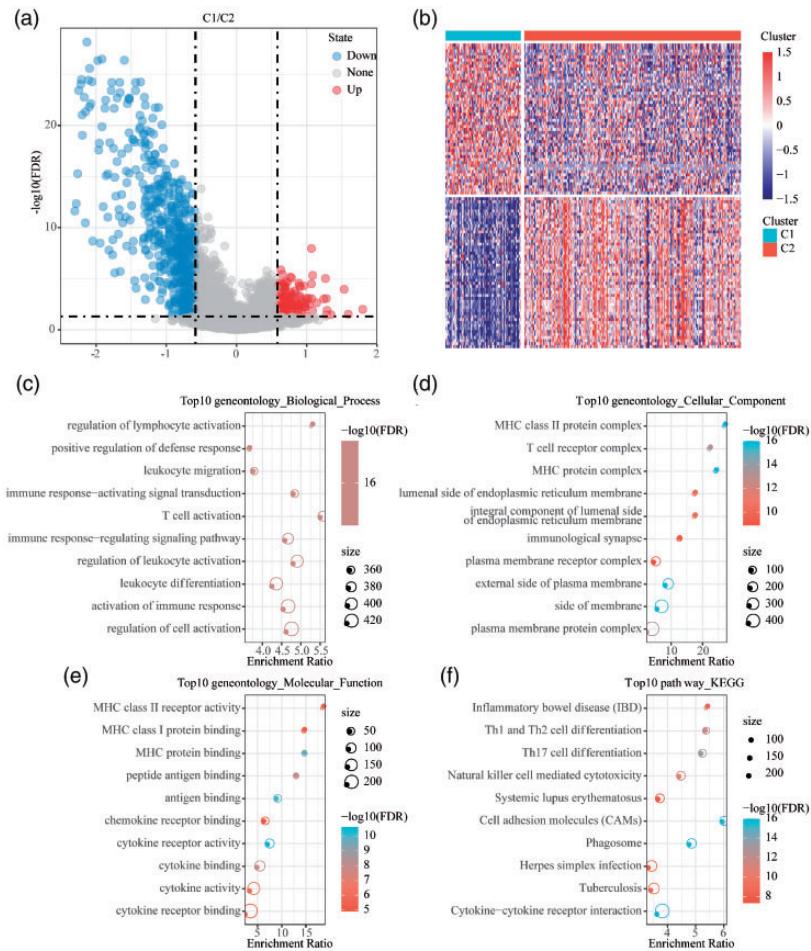 (a)
C1/C2
State
Down
None
Up
-log10(FDR)
20
10
0
-2
-1
0
1
2
(b)
Cluster
1.5
1
0.5
0
−0.5
−1
−1.5
Cluster
C1
C2
(c)
Top10 geneontology_Biological_Process
regulation of lymphocyte activation
positive regulation of defense response
leukocyte migration
immune response−activating signal transduction
T cell activation
immune response−regulating signaling pathway
regulation of leukocyte activation
leukocyte differentiation
activation of immune response
regulation of cell activation
4.0 4.5 5.0 5.5
Enrichment Ratio
−log10(FDR)
16
size
360
380
400
420
(d)
Top10 geneontology_Cellular_Component
MHC class II protein complex
T cell receptor complex
MHC protein complex
lumenal side of endoplasmic reticulum membrane
integral component of lumenal side
of endoplasmic reticulum membrane
immunological synapse
plasma membrane receptor complex
external side of plasma membrane
side of membrane
plasma membrane protein complex
10 20
Enrichment Ratio
−log10(FDR)
16
14
12
10
size
100
200
300
400
(e)
Top10 geneontology_Molecular_Function
MHC class II receptor activity
MHC class I protein binding
MHC protein binding
peptide antigen binding
antigen binding
chemokine receptor binding
cytokine receptor activity
cytokine binding
cytokine activity
cytokine receptor binding
5 10 15
Enrichment Ratio
size
50
100
150
200
−log10(FDR)
10
9
8
7
6
5
(f)
Top10 path way_KEGG
Inflammatory bowel disease (IBD)
Th1 and Th2 cell differentiation
Th17 cell differentiation
Natural killer cell mediated cytotoxicity
Systemic lupus erythematosus
Cell adhesion molecules (CAMs)
Phagosome
Herpes simplex infection
Tuberculosis
Cytokine−cytokine receptor interaction
4 5 6
Enrichment Ratio
size
100
150
200
−log10(FDR)
16
14
12
10
8